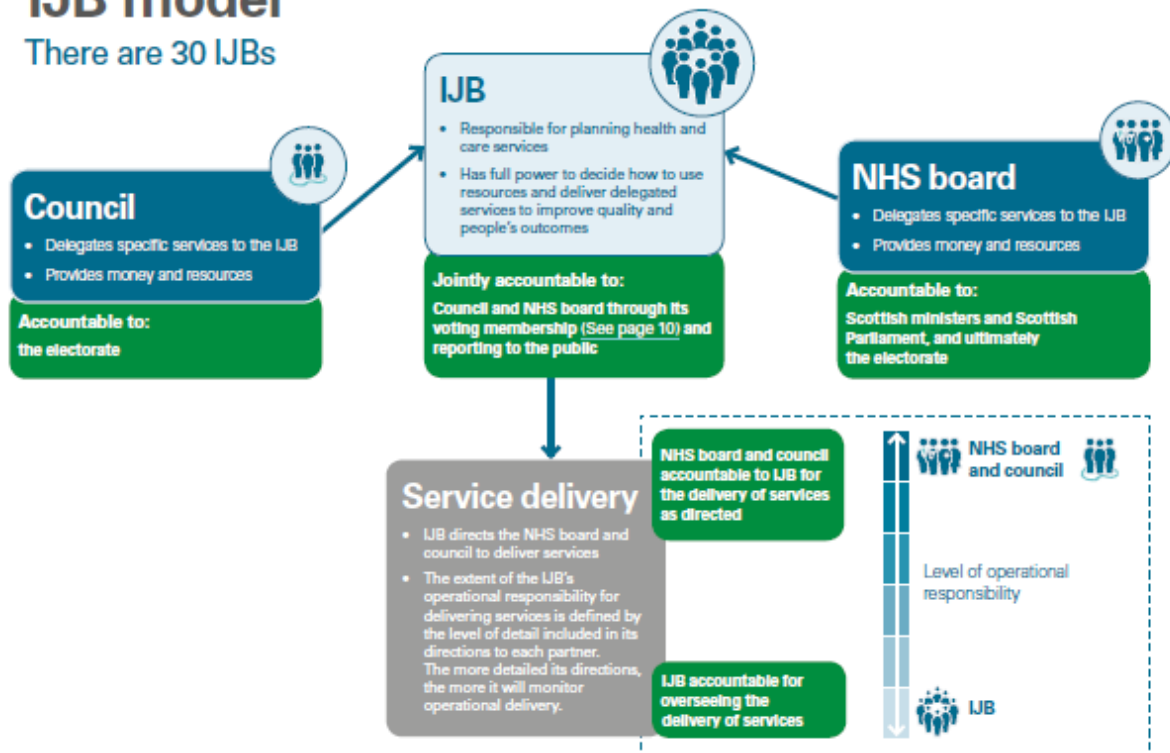 IJB model
There are 30 IJBs
IJB
• Responsible for planning health and
care services
• Has full power to decide how to use
resources and deliver delegated
services to improve quality and
people's outcomes
Jointly accountable to:
Council and NHS board through its
voting membership (See page 10) and
reporting to the public
Council
• Delegates specific services to the IJB
• Provides money and resources
Accountable to:
the electorate
NHS board
• Delegates specific services to the IJB
• Provides money and resources
Accountable to:
Scottish ministers and Scottish
Parliament, and ultimately
the electorate
Service delivery
• IJB directs the NHS board and
council to deliver services
• The extent of the IJB's
operational responsibility for
delivering services is defined by
the level of detail included in its
directions to each partner.
The more detailed its directions,
the more it will monitor
operational delivery.
NHS board and council
accountable to IJB for
the delivery of services
as directed
IJB accountable for
overseeing the
delivery of services
NHS board
and council
Level of operational
responsibility
IJB